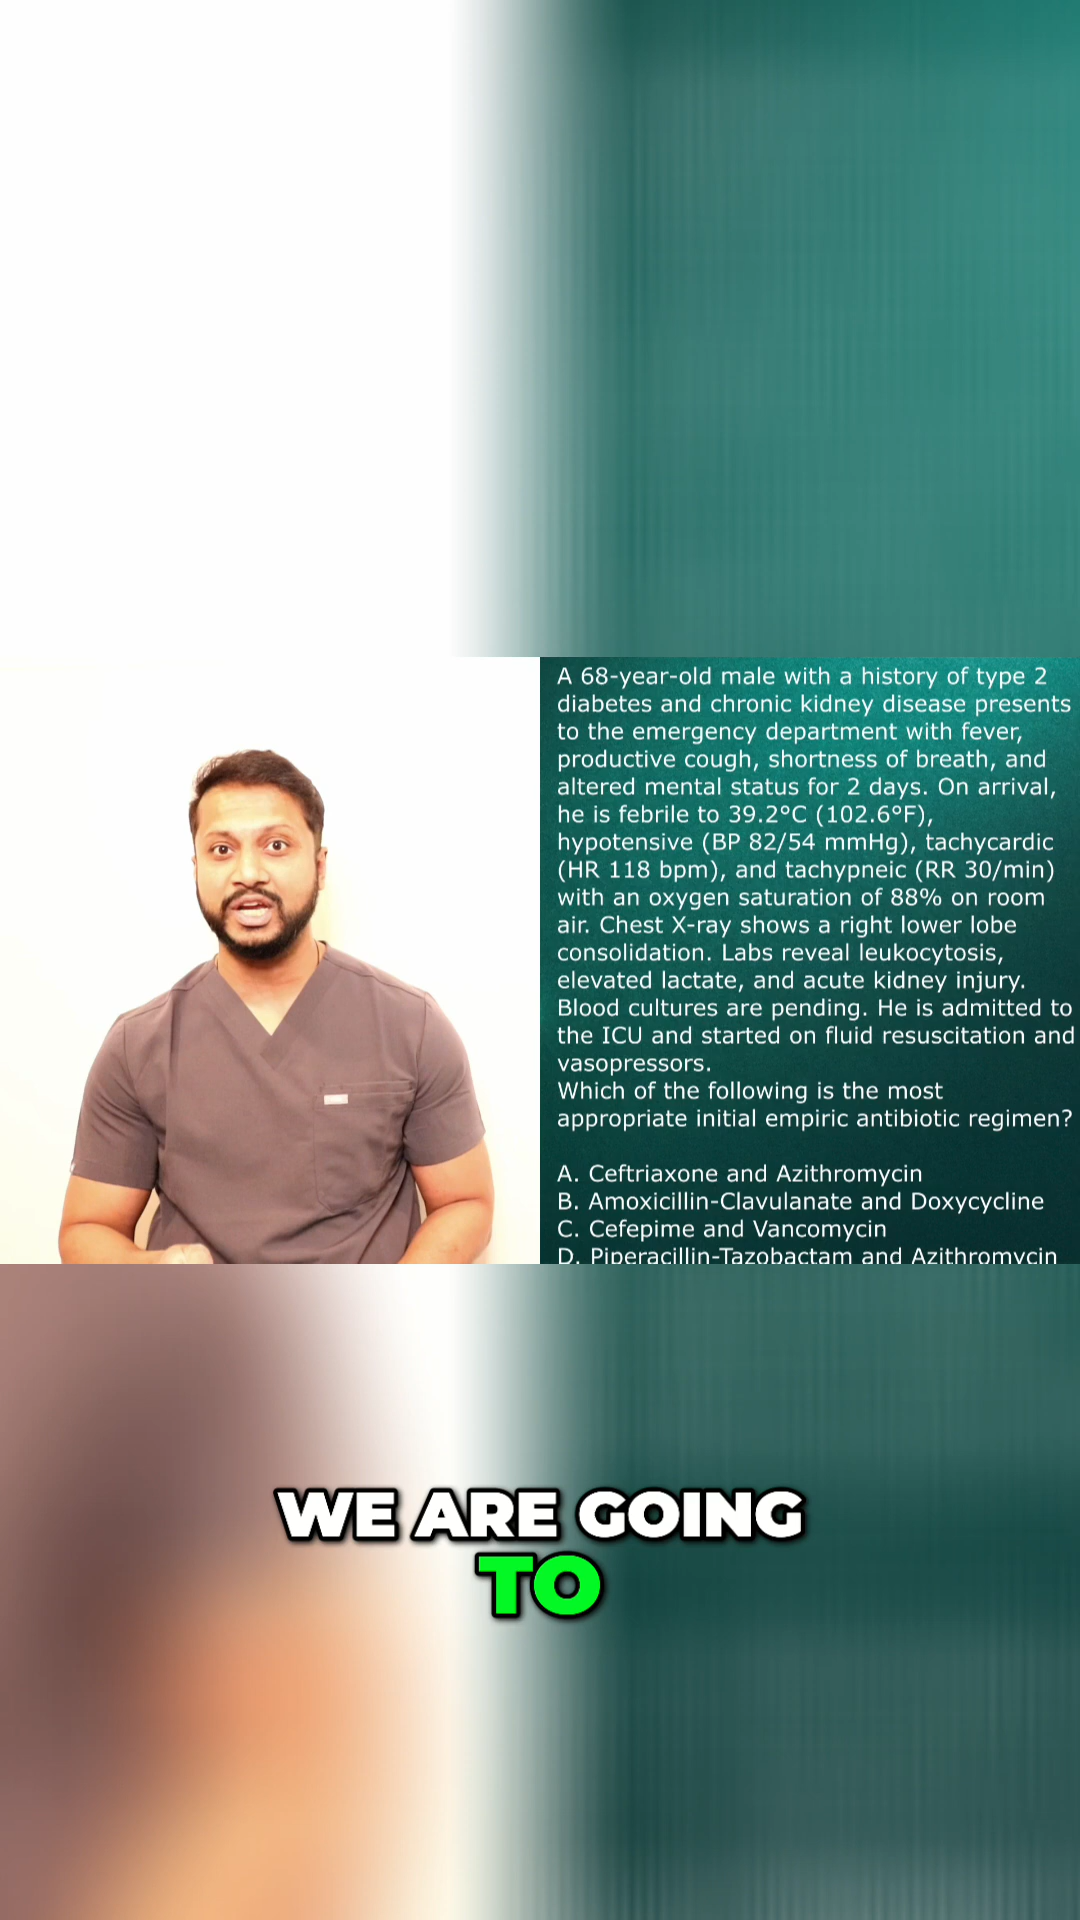 A 68-year-old male with a history of type 2
diabetes and chronic kidney disease presents
to the emergency department with fever,
productive cough, shortness of breath, and
altered mental status for 2 days. On arrival,
he is febrile to 39.2°C (102.6°F),
hypotensive (BP 82/54 mmHg), tachycardic
(HR 118 bpm), and tachypneic (RR 30/min)
with an oxygen saturation of 88% on room
air. Chest X-ray shows a right lower lobe
consolidation. Labs reveal leukocytosis,
elevated lactate, and acute kidney injury.
Blood cultures are pending. He is admitted to
the ICU and started on fluid resuscitation and
vasopressors.
Which of the following is the most
appropriate initial empiric antibiotic regimen?
A. Ceftriaxone and Azithromycin
B. Amoxicillin-Clavulanate and Doxycycline
C. Cefepime and Vancomycin
D. Piperacillin-Tazobactam and Azithromycin
WE ARE GOING
TO